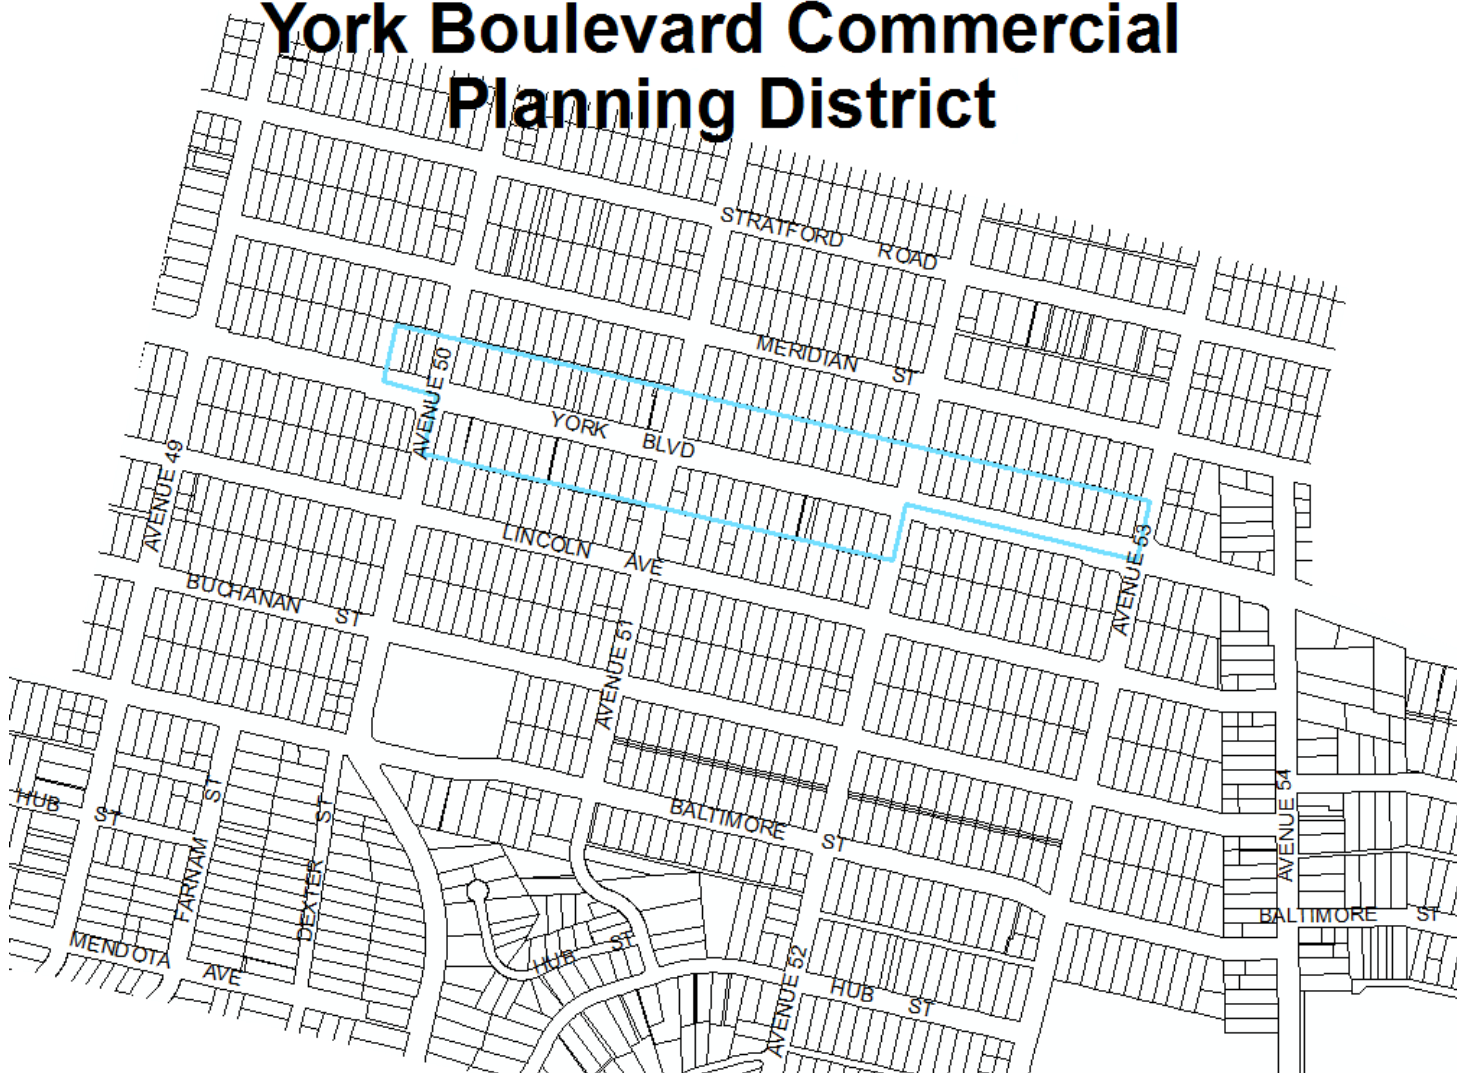 York Boulevard Commercial
Planning District
STRATFORD ROAD
MERIDIAN ST
AVENUE 50
YORK BLVD
AVENUE 49
LINCOLN AVE
AVENUE 53
BUCHANAN ST
AVENUE 51
HUB ST
FARNAM ST
DEXTER ST
BALTIMORE ST
AVENUE 54
BALTIMORE ST
MENDOTA AVE
HUB ST
AVENUE 52
HUB ST